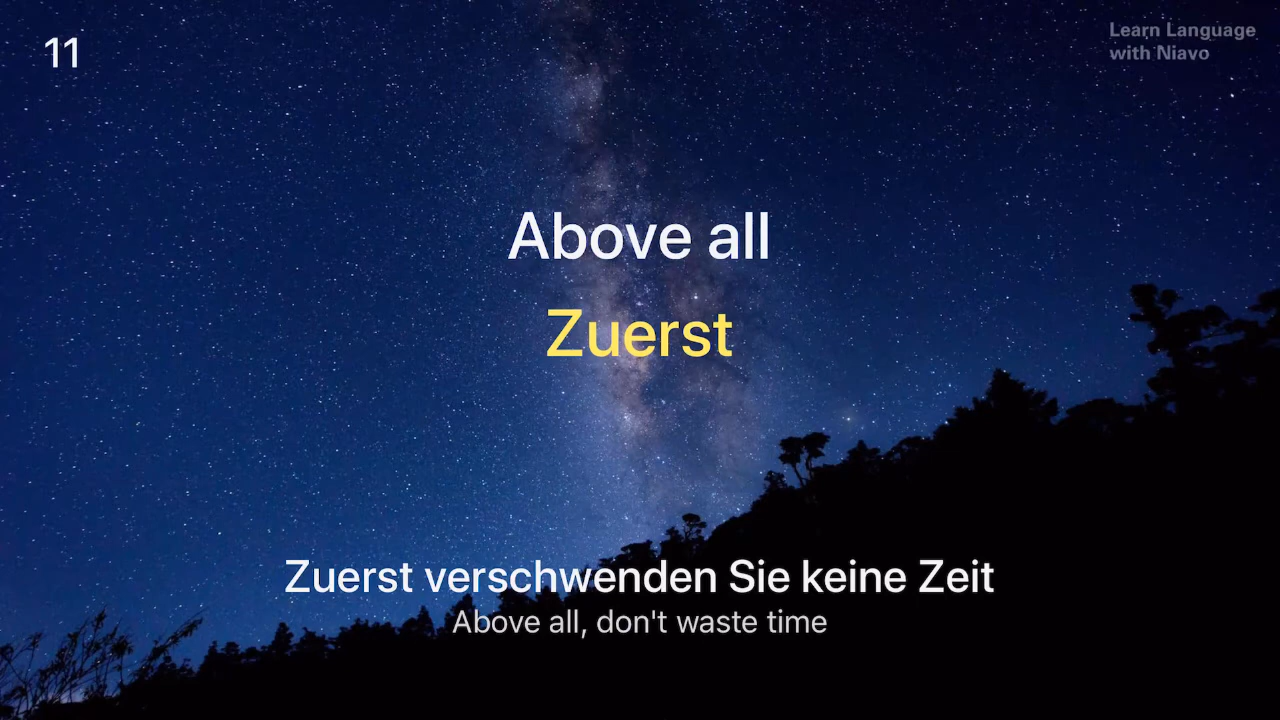 11
Learn Language
with Niavo
Above all
Zuerst
Zuerst verschwenden Sie keine Zeit
Above all, don't waste time